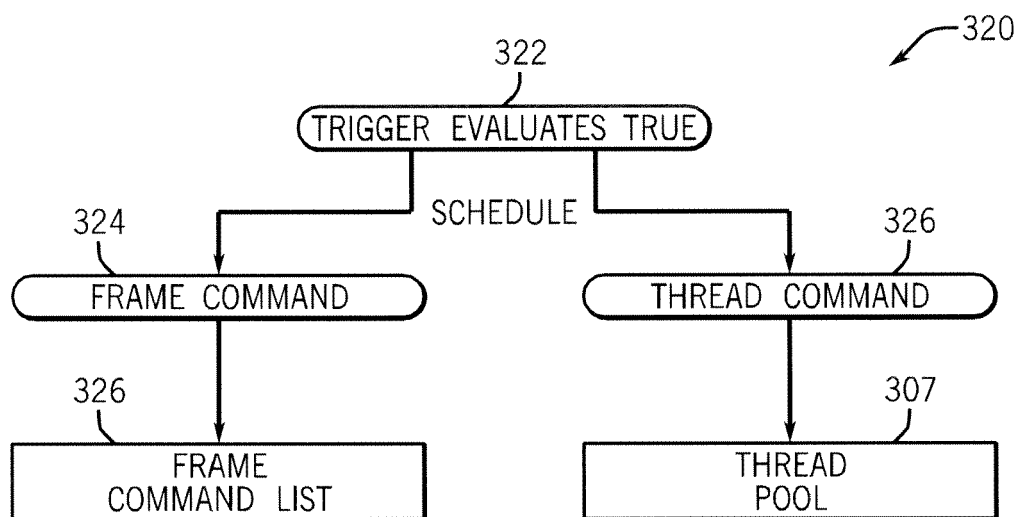 320
322
TRIGGER EVALUATES TRUE
SCHEDULE
324
326
FRAME COMMAND
THREAD COMMAND
326
307
FRAME
COMMAND LIST
THREAD
POOL